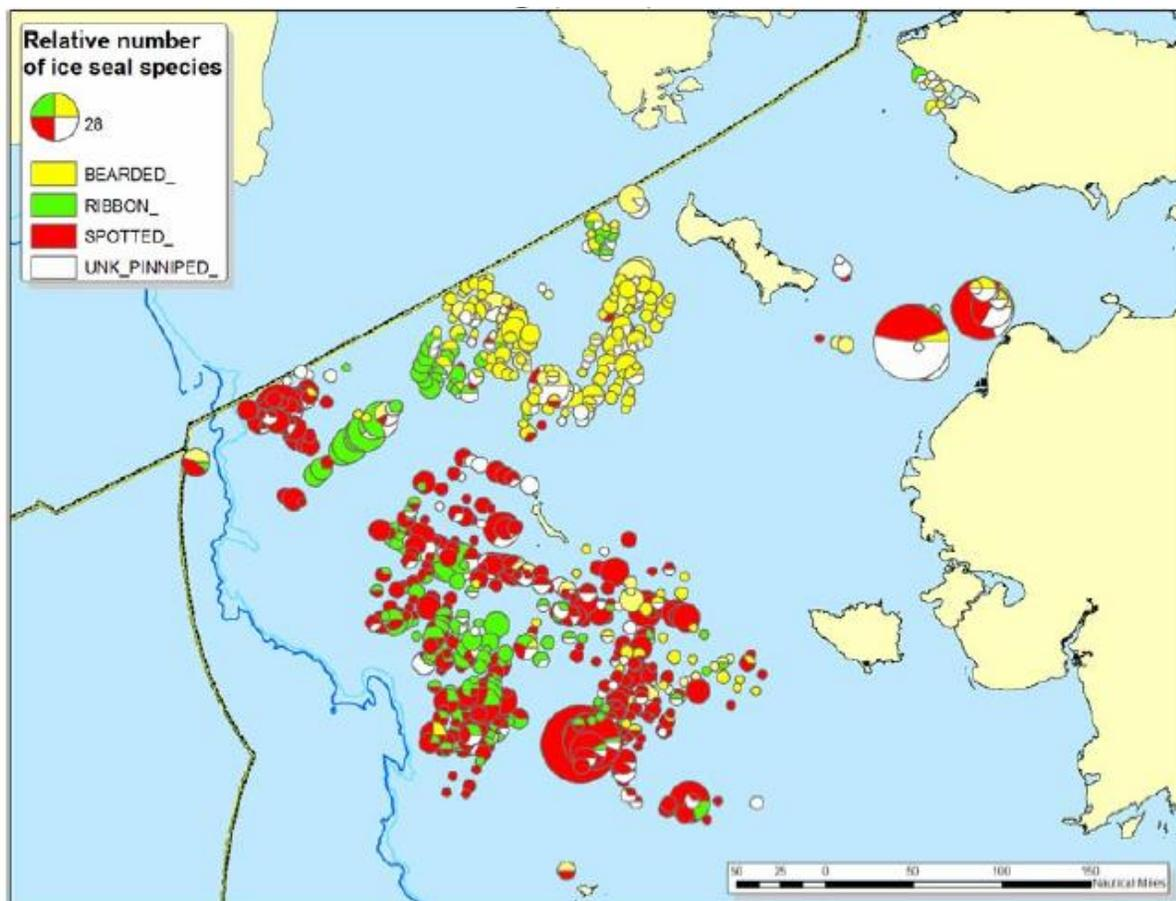 Relative number
of ice seal species
28
BEARDED_
RIBBON_
SPOTTED_
UNK_PINNIPED_
50 25 0 50 100 150
Nautical Miles